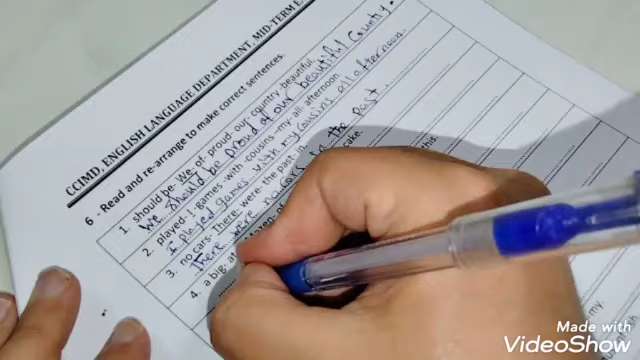 CCIMD, ENGLISH LANGUAGE DEPARTMENT, MID-TERM
6 - Read and re-arrange to make correct sentences.
1. should be- We -of -proud -our -country -beautiful.
We should be proud of our beautiful country.
2. played -I -games -with -cousins -my -all -afternoon.
I played games with my cousins all afternoon.
3. no -cars -There -were -the -past -in
There were no cars in the past.
4. a big
cake.
this.
my.
Made with
VideoShow